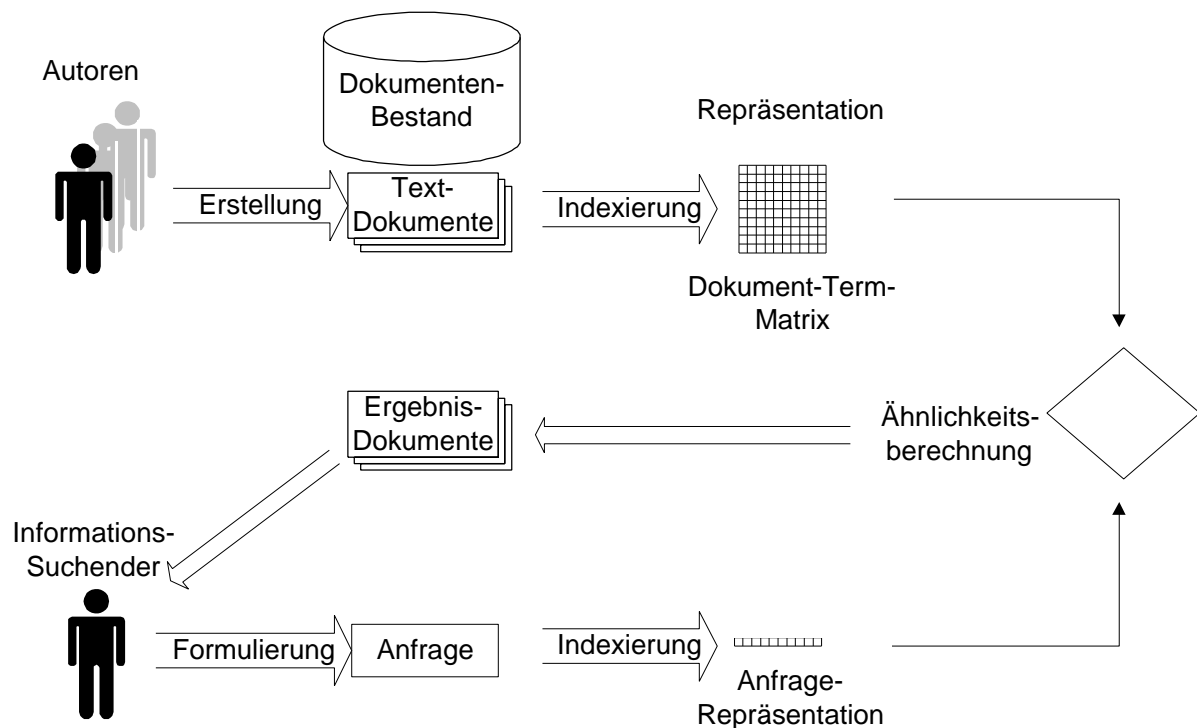 Autoren
Dokumenten-
Bestand
Repräsentation
Erstellung
Text-
Dokumente
Indexierung
Dokument-Term-
Matrix
Ergebnis-
Dokumente
Ähnlichkeits-
berechnung
Informations-
Suchender
Formulierung
Anfrage
Indexierung
Anfrage-
Repräsentation